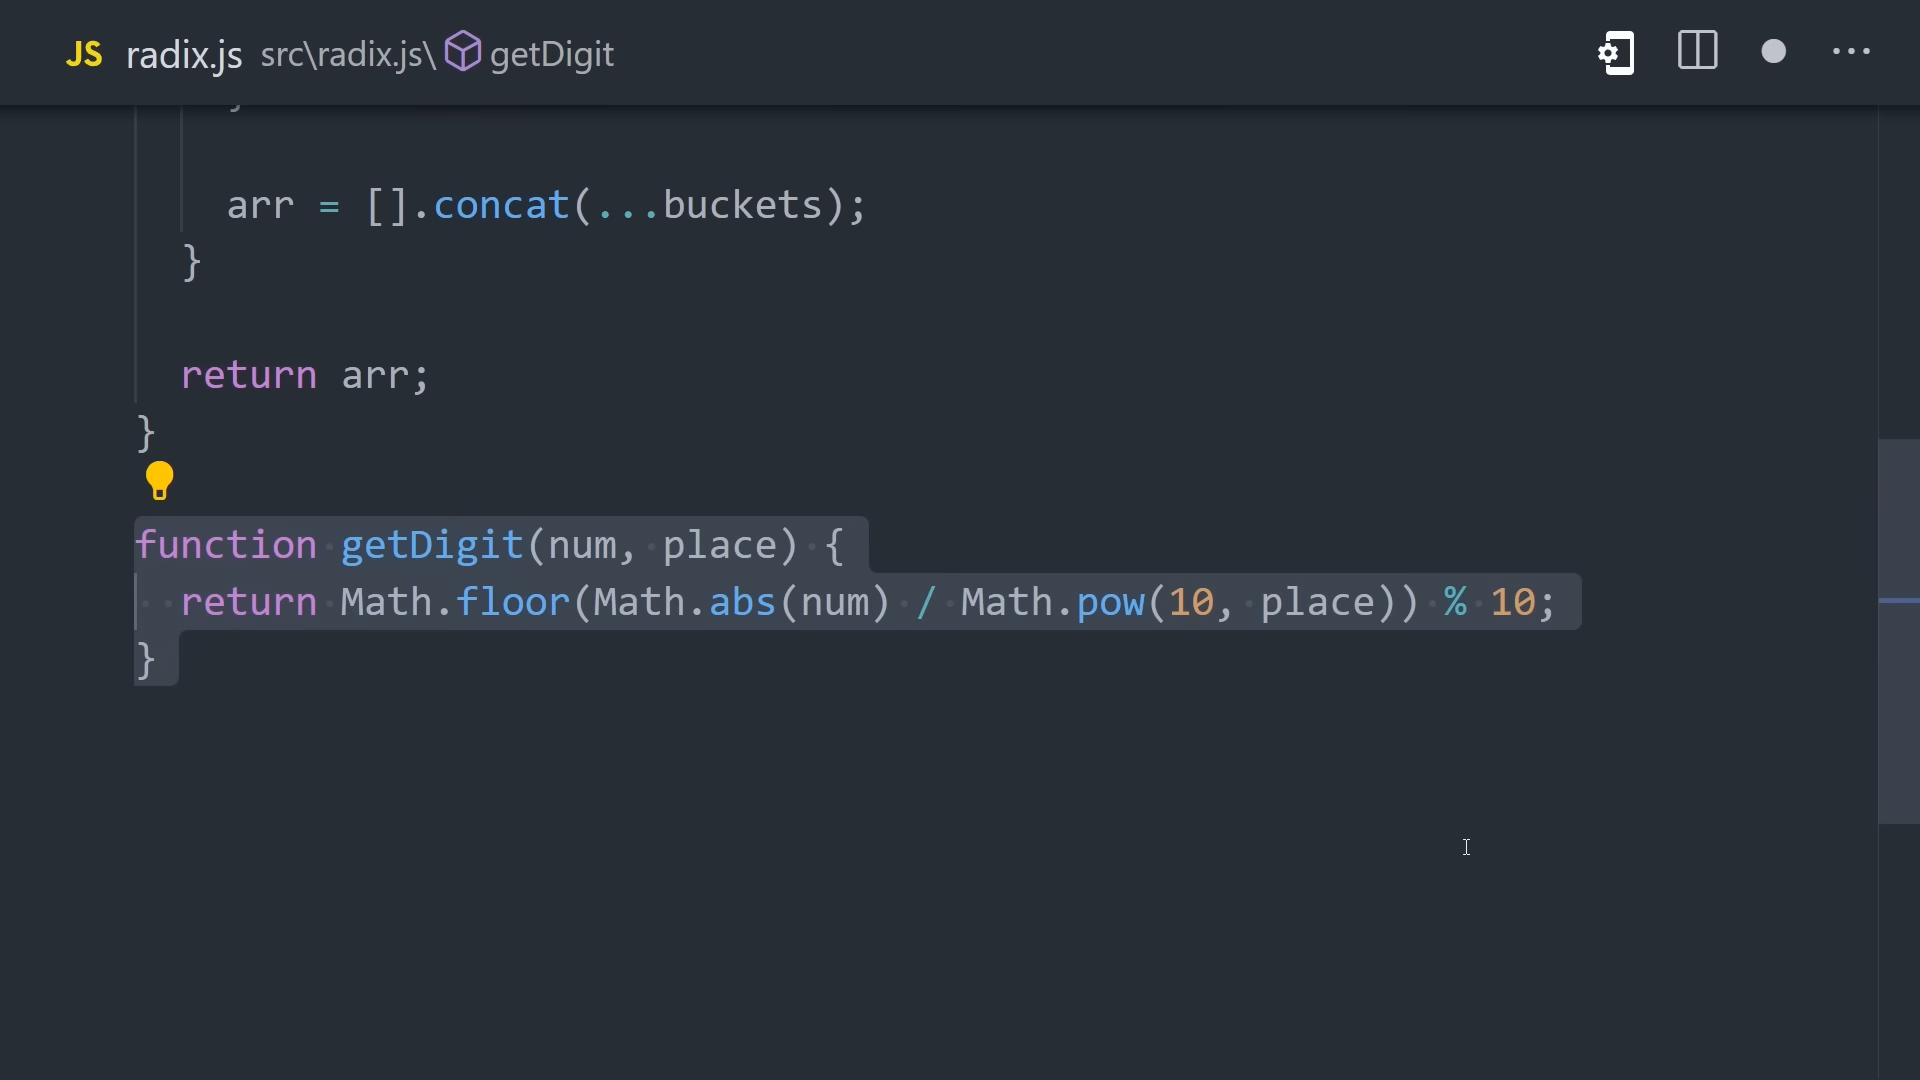 JS radix.js src\radix.js\ getDigit
}
arr = [].concat(...buckets);
}
return arr;
}
function getDigit(num, place) {
return Math.floor(Math.abs(num) / Math.pow(10, place)) % 10;
}